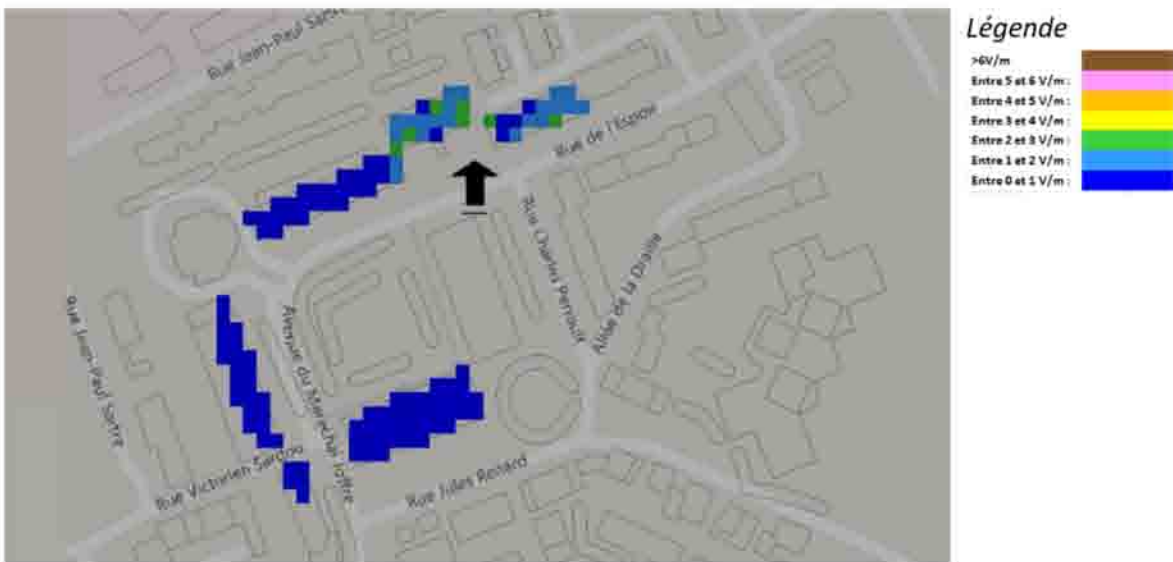 Rue Jean-Paul Sartre
Légende
>6V/m
Entre 5 et 6 V/m :
Entre 4 et 5 V/m :
Entre 3 et 4 V/m :
Entre 2 et 3 V/m :
Entre 1 et 2 V/m :
Entre 0 et 1 V/m :
Rue de l'Espoir
Rue Charles Perrault
Allée de la Draille
Rue Jean-Paul Sartre
Avenue du Maréchal Joffre
Rue Victorien Sardou
Rue Jules Renard